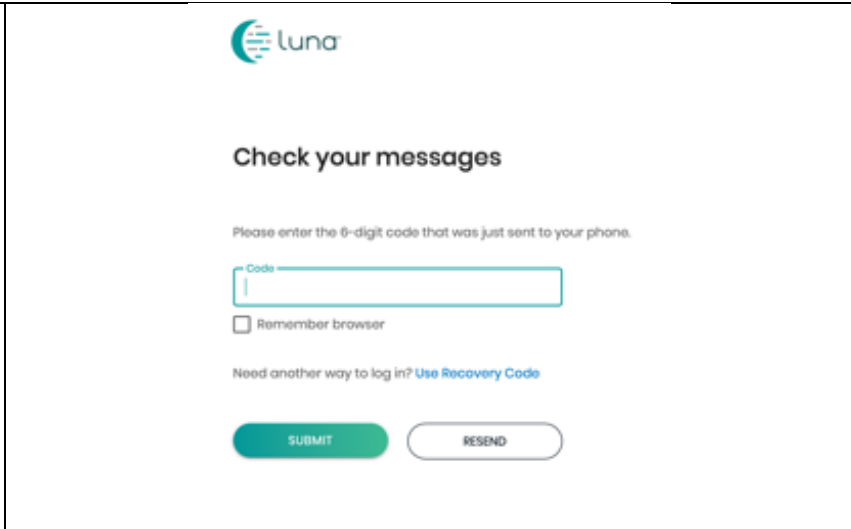 luna
Check your messages
Please enter the 6-digit code that was just sent to your phone.
Code
Remember browser
Need another way to log in? Use Recovery Code
SUBMIT
RESEND